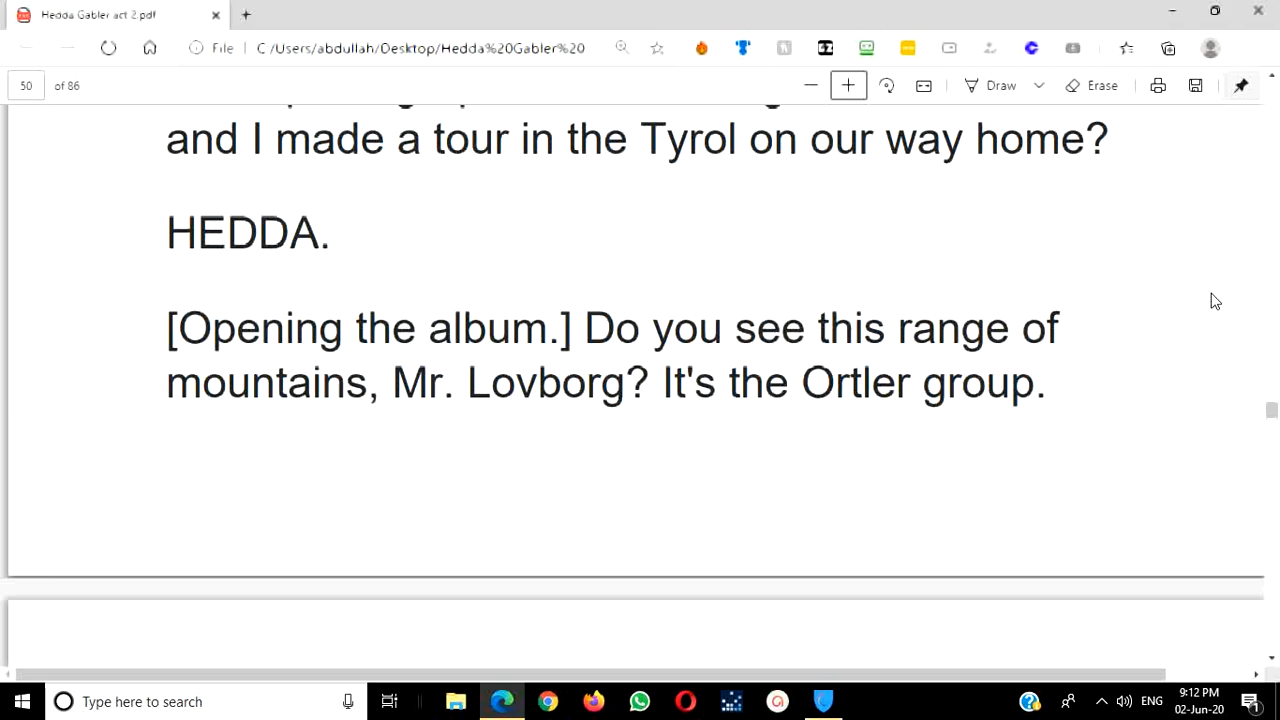 Hedda Gabler act 2.pdf
File C /Users/abdullah/Desktop/Hedda%20Gabler%20
50 of 86
Draw
Erase
and I made a tour in the Tyrol on our way home?
HEDDA.
[Opening the album.] Do you see this range of
mountains, Mr. Lovborg? It's the Ortler group.
Type here to search
ENG
9:12 PM
02-Jun-20